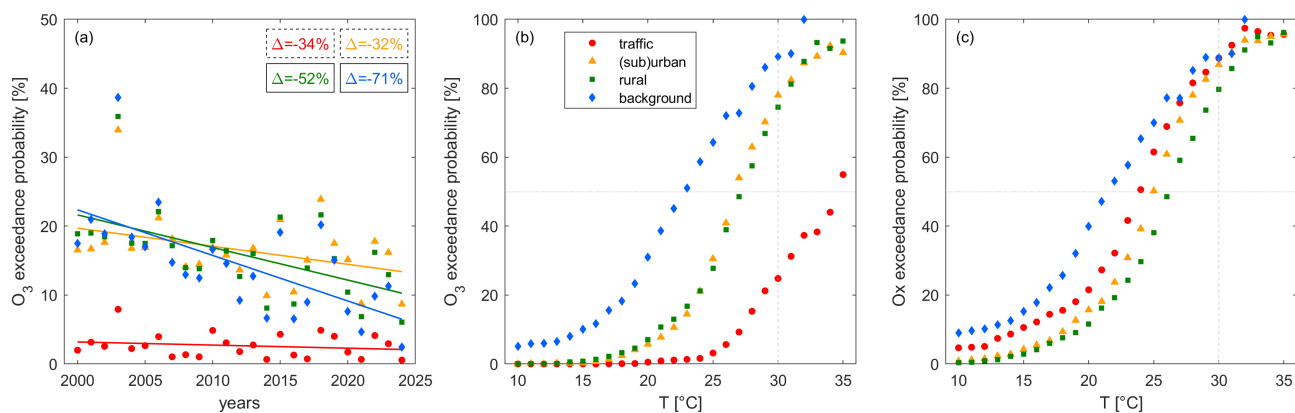 (a)
Δ=-34%
Δ=-32%
Δ=-52%
Δ=-71%
O3 exceedance probability [%]
50
40
30
20
10
0
2000
2005
2010
2015
2020
2025
years
(b)
traffic
(sub)urban
rural
background
O3 exceedance probability [%]
100
80
60
40
20
0
10
15
20
25
30
35
T [°C]
(c)
Ox exceedance probability [%]
100
80
60
40
20
0
10
15
20
25
30
35
T [°C]